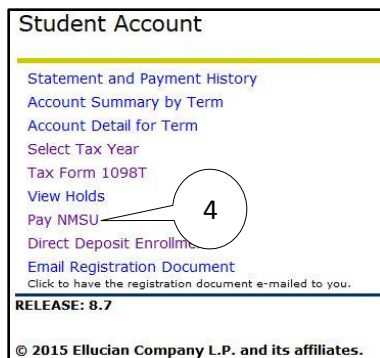 Student Account
Statement and Payment History
Account Summary by Term
Account Detail for Term
Select Tax Year
Tax Form 1098T
View Holds
Pay NMSU
4
Direct Deposit
Email Registration Document
Click to have the registration document e-mailed to you.
RELEASE: 8.7
© 2015 Ellucian Company L.P. and its affiliates.